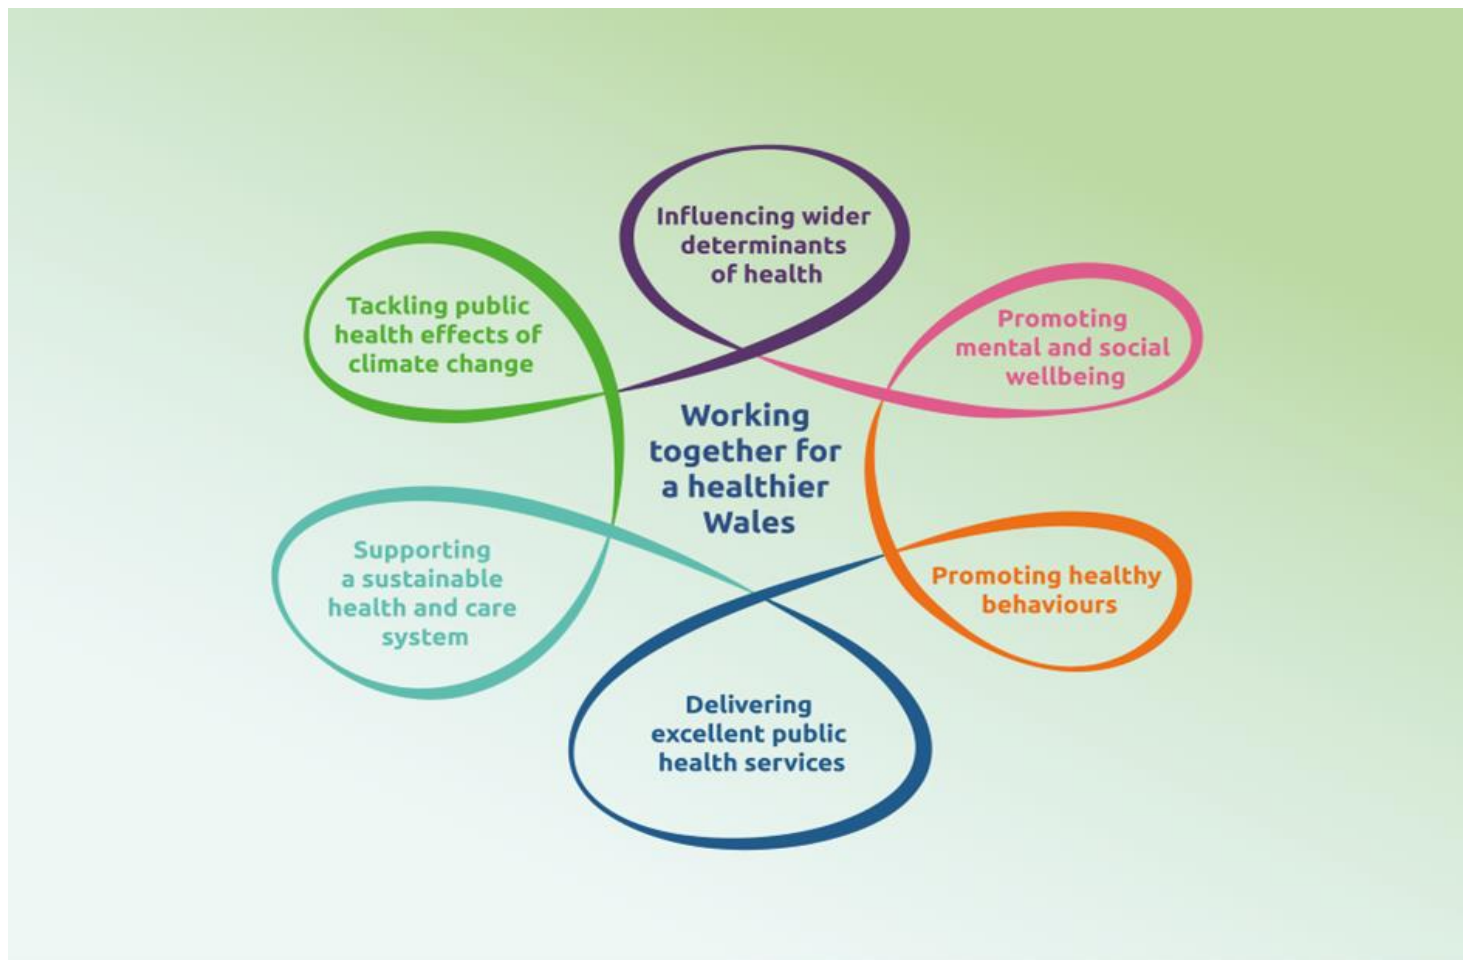 Influencing wider
determinants
of health
Promoting
mental and social
wellbeing
Promoting healthy
behaviours
Delivering
excellent public
health services
Supporting
a sustainable
health and care
system
Tackling public
health effects of
climate change
Working
together for
a healthier
Wales